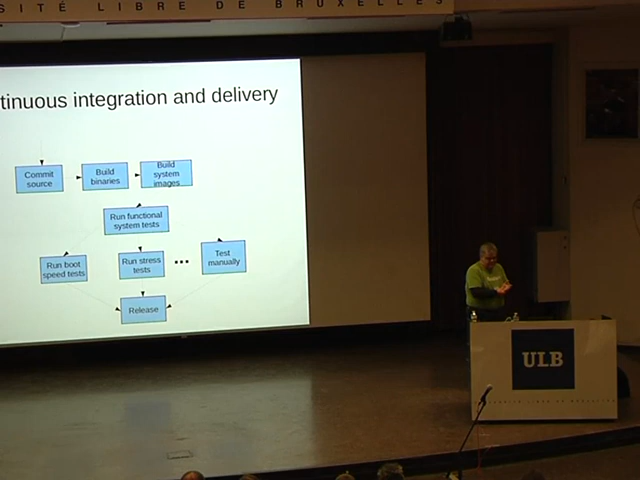 SITÉ LIBRE DE BRUXELLES
tinuous integration and delivery
Commit
source
Build
binaries
Build
system
images
Run functional
system tests
Run boot
speed tests
Run stress
tests
...
Test
manually
Release
ULB